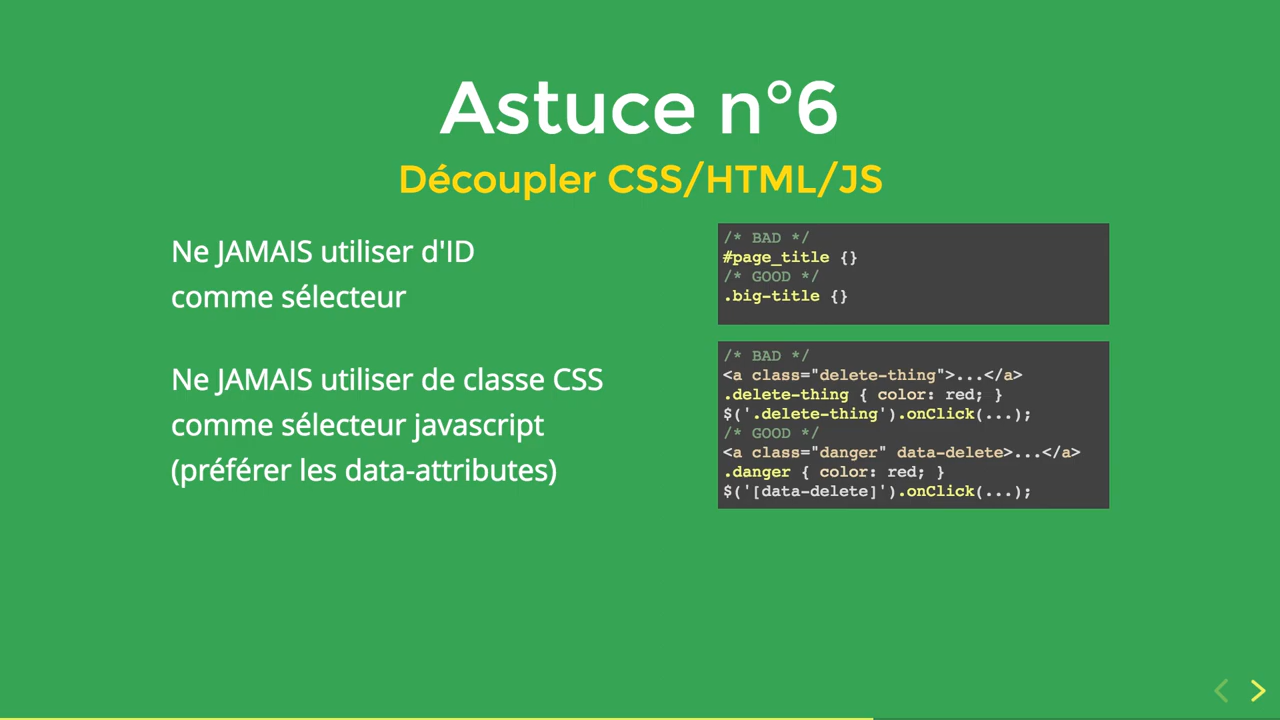 Astuce n°6
Découpler CSS/HTML/JS
Ne JAMAIS utiliser d'ID
comme sélecteur
/* BAD */
#page_title {}
/* GOOD */
.big-title {}
Ne JAMAIS utiliser de classe CSS
comme sélecteur javascript
(préférer les data-attributes)
/* BAD */
<a class="delete-thing">...</a>
.delete-thing { color: red; }
$('.delete-thing').onClick(...);
/* GOOD */
<a class="danger" data-delete>...</a>
.danger { color: red; }
$('[data-delete]').onClick(...);